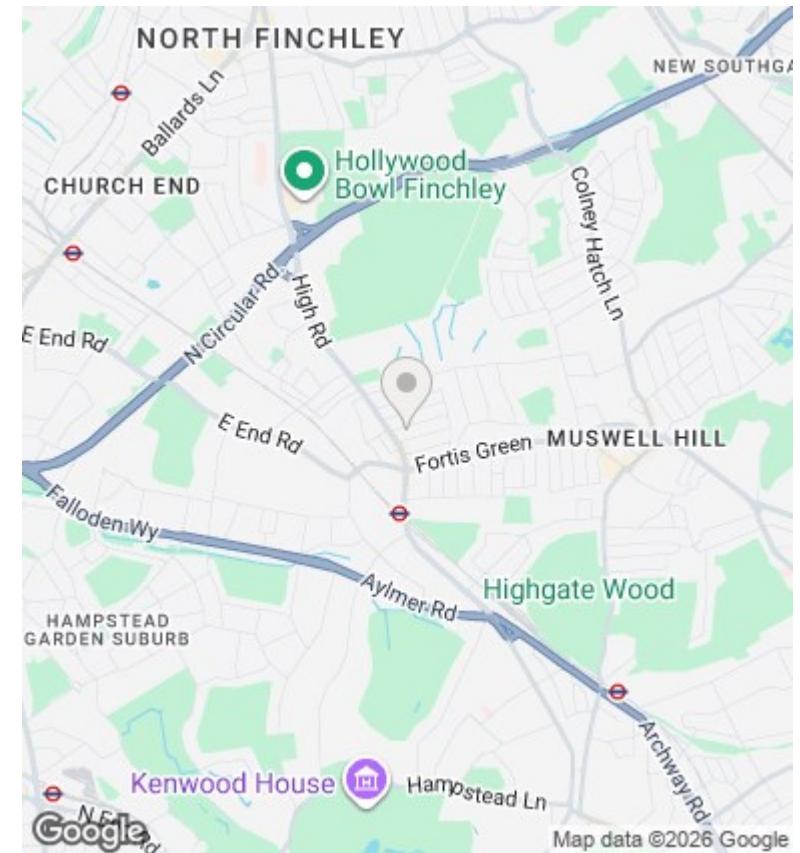 NORTH FINCHLEY
NEW SOUTHGA
Ballards Ln
Hollywood
Bowl Finchley
CHURCH END
Colney Hatch Ln
N Circular Rd
High Rd
E End Rd
E End Rd
MUSWELL HILL
Fortis Green
Falloden Wy
Aylmer Rd
Highgate Wood
HAMPSTEAD
GARDEN SUBURB
Archway Rd
Kenwood House
Hampstead Ln
N End Rd
Google
Map data ©2026 Google